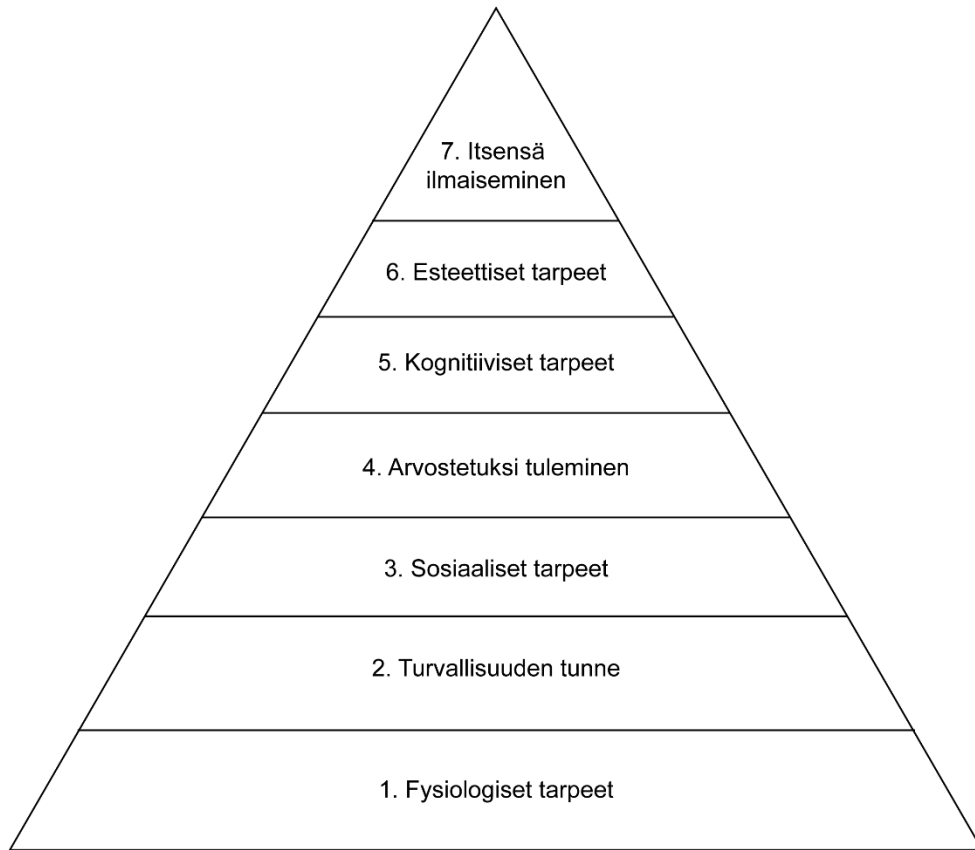 7. Itsensä
ilmaiseminen
6. Esteettiset tarpeet
5. Kognitiiviset tarpeet
4. Arvostetuksi tuleminen
3. Sosiaaliset tarpeet
2. Turvallisuuden tunne
1. Fysiologiset tarpeet